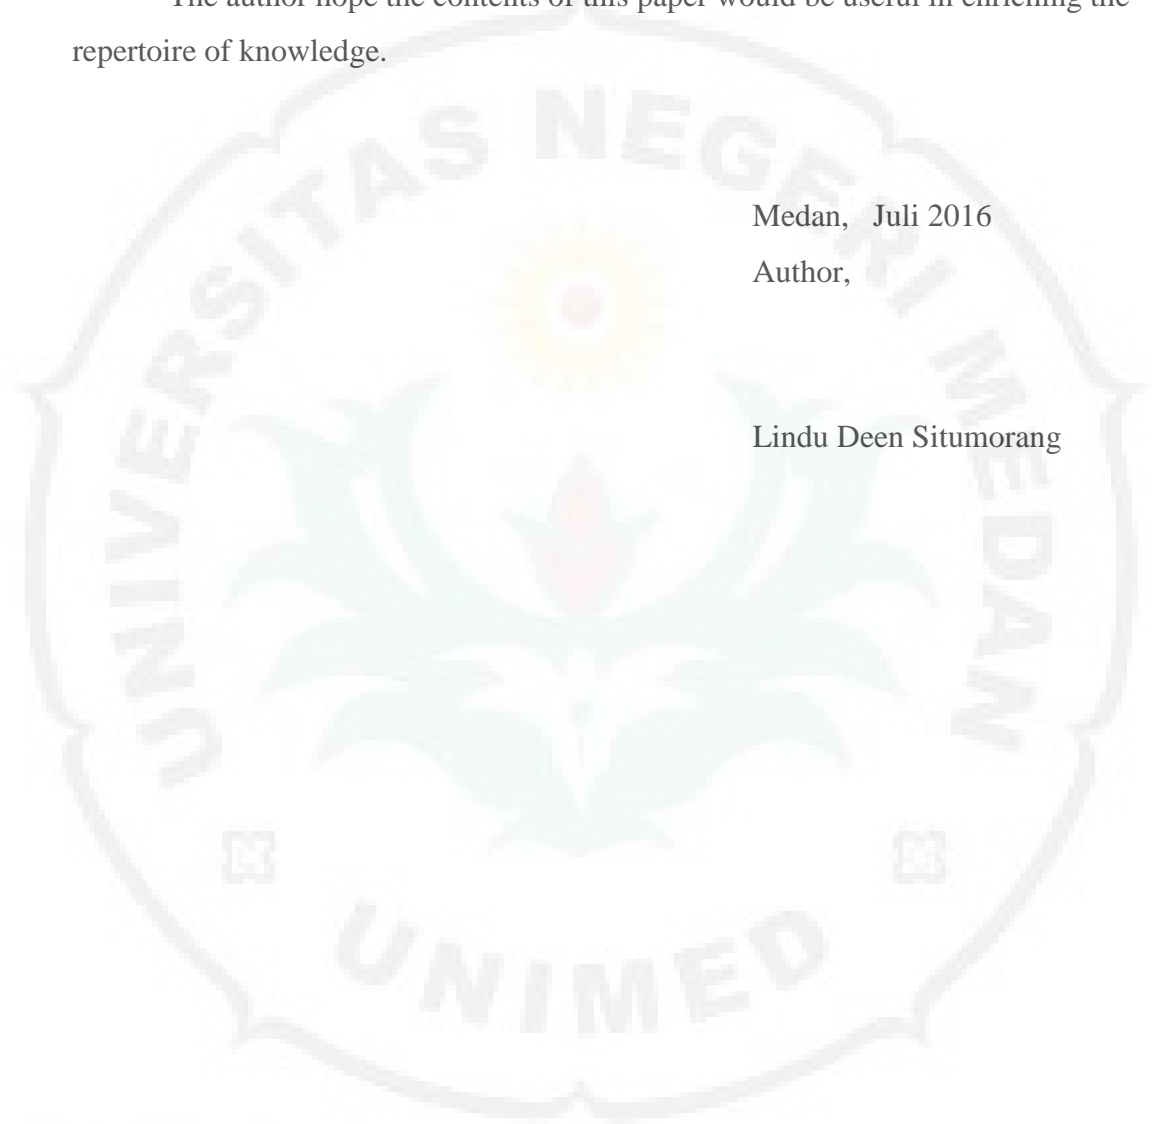 The author hope the contents of this paper would be useful in enriching the
repertoire of knowledge.
UNIVERSITAS NEGERI MEDAN
Medan, Juli 2016
Author,
Lindu Deen Situmorang
UNIMED